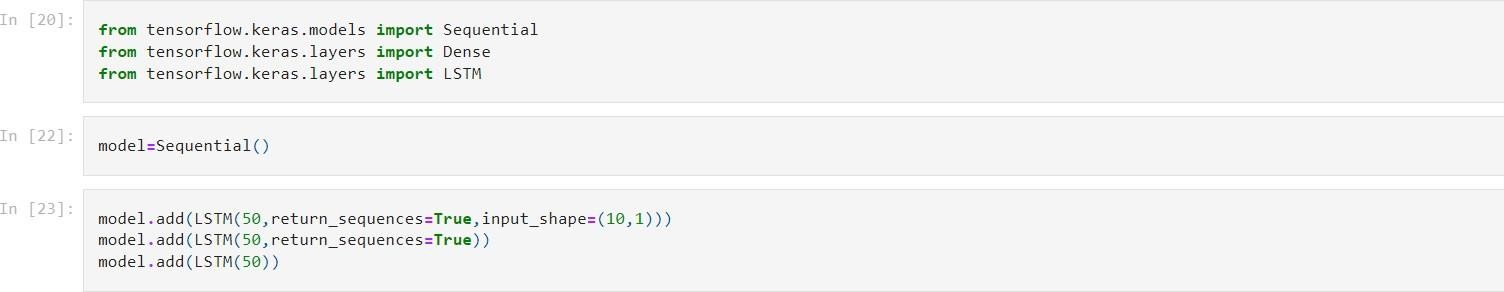 In [20]:
from tensorflow.keras.models import Sequential
from tensorflow.keras.layers import Dense
from tensorflow.keras.layers import LSTM
In [22]:
model=Sequential()
In [23]:
model.add(LSTM(50,return_sequences=True,input_shape=(10,1)))
model.add(LSTM(50,return_sequences=True))
model.add(LSTM(50))